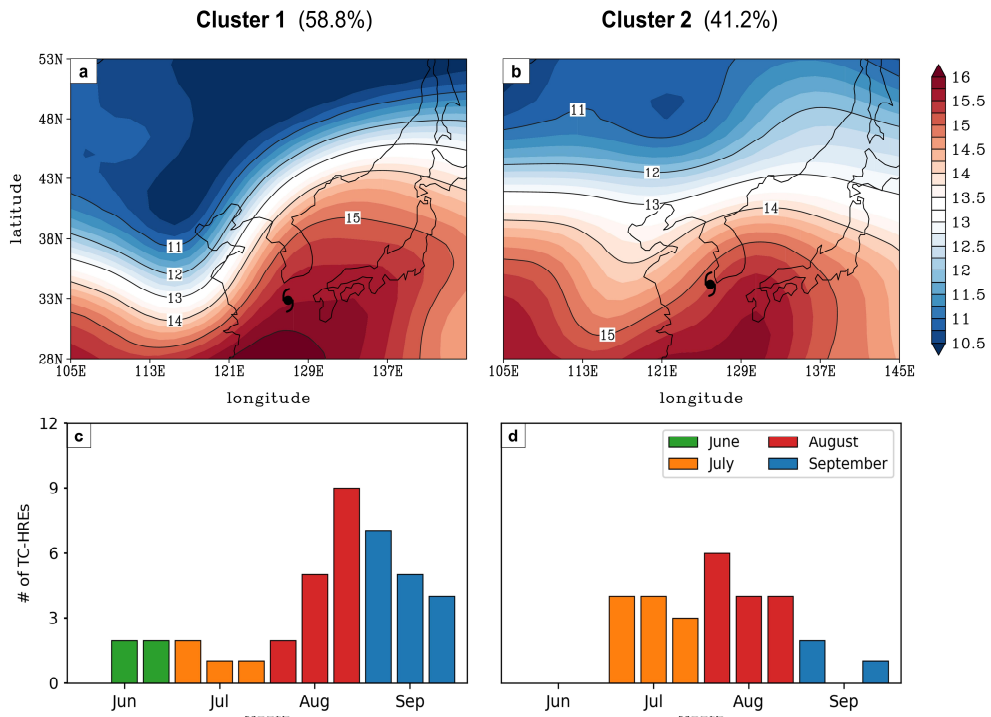 Cluster 1 (58.8%)
Cluster 2 (41.2%)
a
b
53N
48N
43N
38N
33N
28N
latitude
11
12
13
14
15
11
12
13
14
15
105E 113E 121E 129E 137E
longitude
105E 113E 121E 129E 137E 145E
longitude
16
15.5
15
14.5
14
13.5
13
12.5
12
11.5
11
10.5
c
d
12
9
6
3
0
# of TC-HREs
Jun Jul Aug Sep
June
July
August
September
Jun Jul Aug Sep